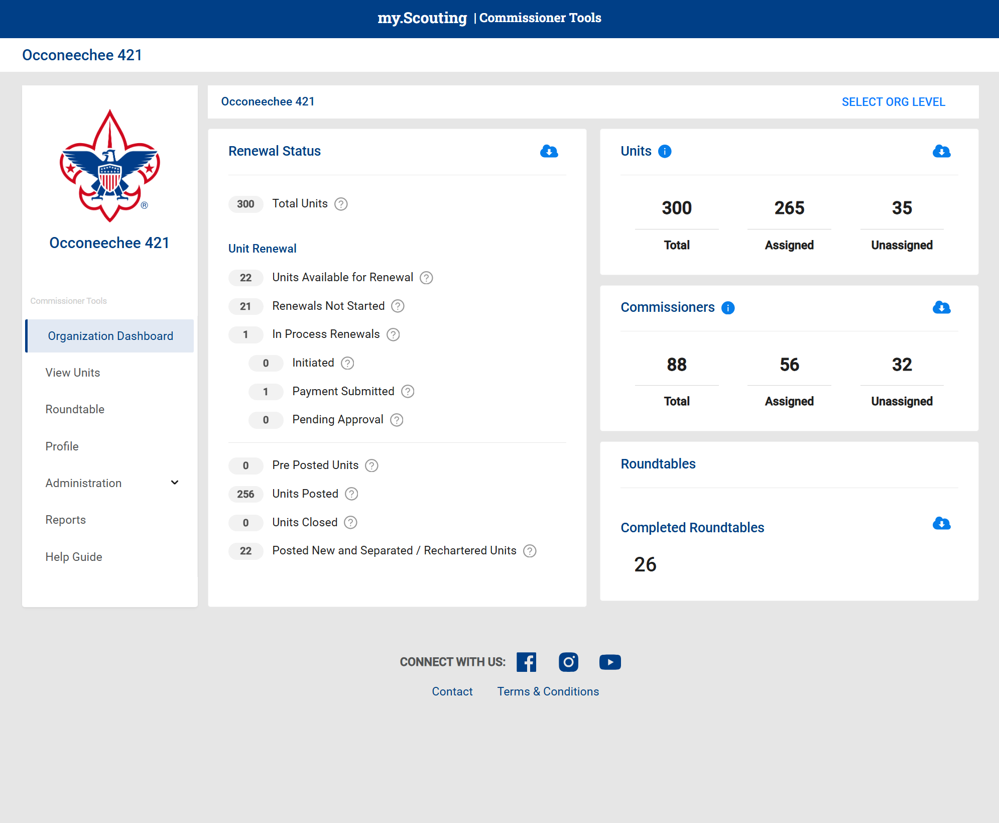 my.Scouting | Commissioner Tools
Occoneechee 421
Occoneechee 421
SELECT ORG LEVEL
®
Occoneechee 421
Commissioner Tools
Organization Dashboard
View Units
Roundtable
Profile
Administration
Reports
Help Guide
Renewal Status
300 Total Units ?
Unit Renewal
22 Units Available for Renewal ?
21 Renewals Not Started ?
1 In Process Renewals ?
0 Initiated ?
1 Payment Submitted ?
0 Pending Approval ?
0 Pre Posted Units ?
256 Units Posted ?
0 Units Closed ?
22 Posted New and Separated / Rechartered Units ?
Units i
300 265 35
Total Assigned Unassigned
Commissioners i
88 56 32
Total Assigned Unassigned
Roundtables
Completed Roundtables
26
CONNECT WITH US:
Contact Terms & Conditions